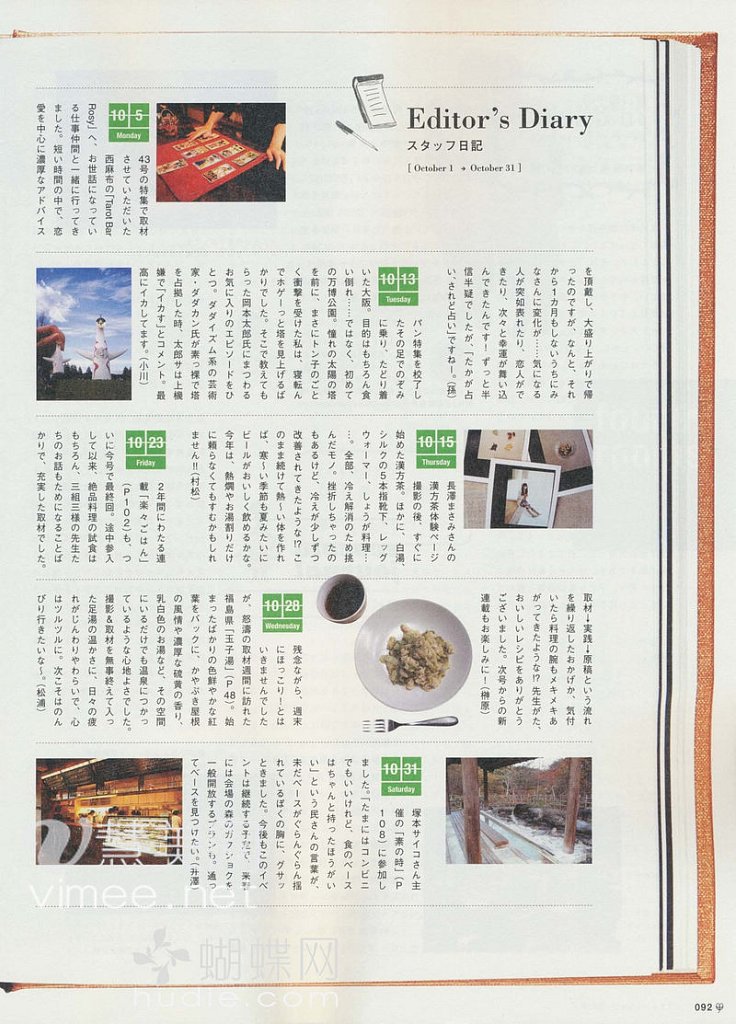 Editor's Diary
スタッフ日記
[ October 1 → October 31 ]
10 5
Monday
43号の特集で取材
させていただいた
西麻布の「Tarot Bar
Rosy」へ、お世話になってい
る仕事仲間と一緒に行ってき
ました。短い時間の中で、恋
愛を中心に濃厚なアドバイス
を頂戴し、大盛り上がりで帰
ったのですが、なんと、それ
から1カ月もしないうちにみ
なさんに変化が……気になる
人が突如表れたり、恋人がで
きたり、次々と幸運が舞い込
んできたんです！ずっと半
信半疑でしたが、「たかが占
い、されど占い」ですねー。(孫)
10 13
Tuesday
パン特集を校了し
たその足でのぞみ
に乗り、たどり着
いた大阪。目的はもちろん食
い倒れ……ではなく、初めて
の万博公園。憧れの太陽の塔
を前に、まさにトン子のごと
く衝撃を受けた私は、寝転ん
でホゲーっと塔を見上げるば
かりでした。そこで教えても
らった岡本太郎氏にまつわる
お気に入りのエピソードをひ
とつ。ダダイズム系の芸術
家・ダダカン氏が素っ裸で塔
を占拠した時、太郎サは上機
嫌で「イカす」とコメント。最
高にイカしてます。(小川)
10 15
Thursday
長澤まさみさんの
漢方茶体験ページ
撮影の後、すぐに
始めた漢方茶。ほかに、白湯、
シルクの5本指靴下、レッグ
ウォーマー、しょうが料理…
…。全部、冷え解消のため挑
んだモノ。挫折しちゃったの
もあるけど、冷えが少しずつ
改善されてきたような!?こ
のまま続けて熱〜い体を作れ
ば、寒〜い季節も夏みたいに
ビールがおいしく飲めるかな。
今年は、熱燗やお湯割りだけ
に頼らなくてもすむかもしれ
ません!!(村松)
10 23
Friday
2年間にわたる連
載「楽々ごはん」
(P102)も、つ
いに今号で最終回。途中参入
して以来、絶品料理の試食は
もちろん、三組三様の先生た
ちのお話もためになることば
かりで、充実した取材でした。
取材→実践→原稿という流れ
を繰り返したおかげか、気付
いたら料理の腕もメキメキあ
がってきたような!?先生がた、
おいしいレシピをありがとう
ございました。次号からの新
連載もお楽しみに！(榊原)
10 28
Wednesday
残念ながら、週末
にほっこり！とは
いきませんでした
が、怒濤の取材週間に訪れた
福島県「玉子湯」(P48)。始
まったばかりの色鮮やかな紅
葉をバックに、かやぶき屋根
の風情や濃厚な硫黄の香り、
乳白色のお湯など、その空間
にいるだけでも温泉につかっ
ているような心地よさでした。
撮影&取材を無事終えて入っ
た足湯の温かさに、日々の疲
れがじんわりやわらいで、心
はツルツルに。次こそはのん
びり行きたいな〜。(松浦)
10 31
Saturday
塚本サイコさん主
催の「素の時」(P
108)に参加し
ました。「たまにはコンビニ
でもいいけれど、食のベース
はちゃんと持ったほうがい
い」という民さんの言葉が、
未だベースがぐらんぐらん揺
れているぼくの胸に、グサッ
ときました。今後もこのイベ
ントは継続する予定で、来春
には会場の森のガッショクを
一般開放するプランも。通っ
てベースを見つけたい。(井澤)
vimee.net
蝴蝶网
hudie.com
092